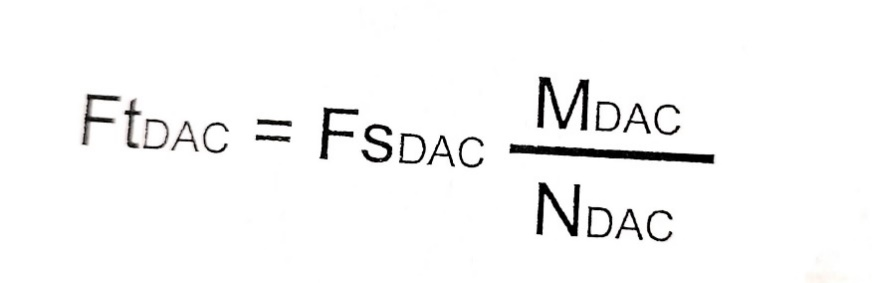 FtDAC = FsDAC MDAC
NDAC